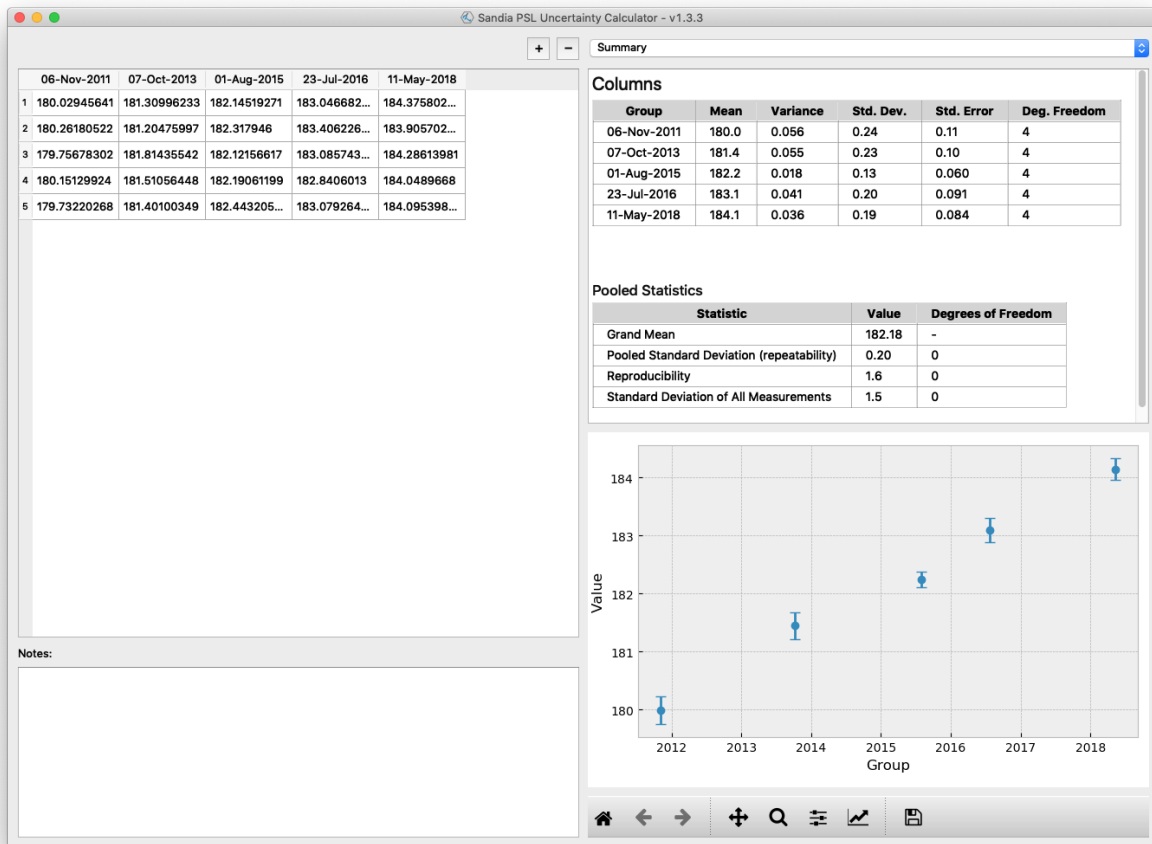 Sandia PSL Uncertainty Calculator - v1.3.3
+ −
Summary
06-Nov-2011 07-Oct-2013 01-Aug-2015 23-Jul-2016 11-May-2018
1 180.02945641 181.30996233 182.14519271 183.046682... 184.375802...
2 180.26180522 181.20475997 182.317946 183.406226... 183.905702...
3 179.75678302 181.81435542 182.12156617 183.085743... 184.28613981
4 180.15129924 181.51056448 182.19061199 182.8406013 184.0489668
5 179.73220268 181.40100349 182.443205... 183.079264... 184.095398...
Notes:
Columns
Group Mean Variance Std. Dev. Std. Error Deg. Freedom
06-Nov-2011 180.0 0.056 0.24 0.11 4
07-Oct-2013 181.4 0.055 0.23 0.10 4
01-Aug-2015 182.2 0.018 0.13 0.060 4
23-Jul-2016 183.1 0.041 0.20 0.091 4
11-May-2018 184.1 0.036 0.19 0.084 4
Pooled Statistics
Statistic Value Degrees of Freedom
Grand Mean 182.18 -
Pooled Standard Deviation (repeatability) 0.20 0
Reproducibility 1.6 0
Standard Deviation of All Measurements 1.5 0
184
183
182
181
180
Value
2012 2013 2014 2015 2016 2017 2018
Group